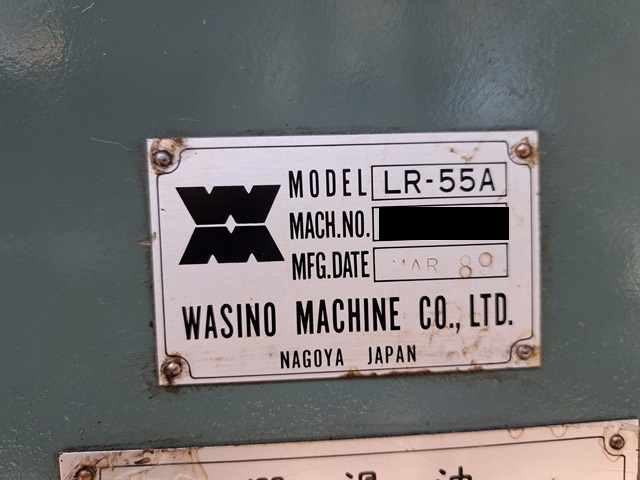 MODEL LR-55A
MACH.NO.
MFG.DATE MAR 89
WASINO MACHINE CO., LTD.
NAGOYA JAPAN